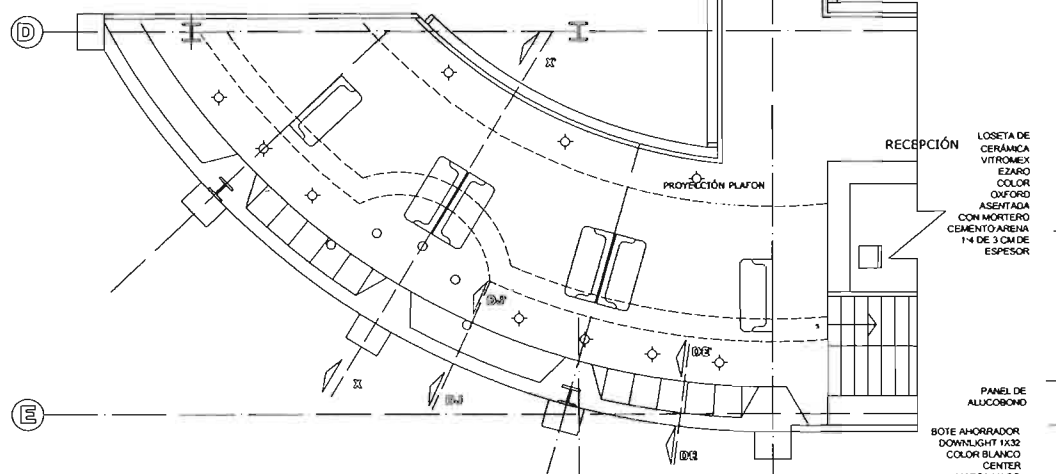 D
X'
RECEPCIÓN
LOSETA DE
CERÁMICA
VITROMEX
EZARO
COLOR
OXFORD
ASENTADA
CON MORTERO
CEMENTO:ARENA
1:4 DE 3 CM DE
ESPESOR
PROYECCIÓN PLAFON
DJ'
S
DE'
X
DJ
PANEL DE
ALUCOBOND
E
DE
BOTE AHORRADOR
DOWNLIGHT 1X32
COLOR BLANCO
CENTER